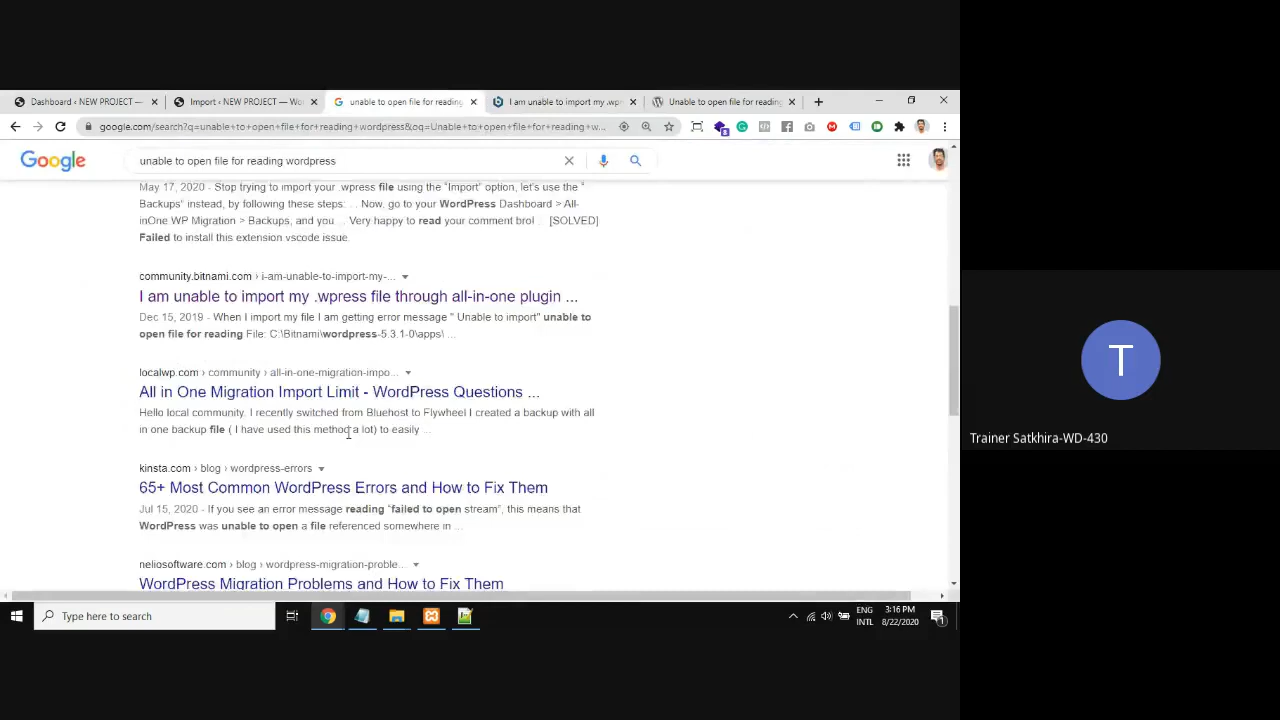 Dashboard ‹ NEW PROJECT —
Import ‹ NEW PROJECT — Wo
unable to open file for reading
I am unable to import my .wpre
Unable to open file for reading
google.com/search?q=unable+to+open+file+for+reading+wordpress&oq=Unable+to+open+file+for+reading+w...
Google
unable to open file for reading wordpress
May 17, 2020 - Stop trying to import your .wpress file using the "Import" option, let's use the "
Backups" instead, by following these steps: ... Now, go to your WordPress Dashboard > All-
inOne WP Migration > Backups, and you ... Very happy to read your comment bro! ... [SOLVED]
Failed to install this extension vscode issue.
community.bitnami.com › i-am-unable-to-import-my-...
I am unable to import my .wpress file through all-in-one plugin ...
Dec 15, 2019 - When I import my file I am getting error message " Unable to import" unable to
open file for reading File: C:\Bitnami\wordpress-5.3.1-0\apps\ ...
localwp.com › community › all-in-one-migration-impo...
All in One Migration Import Limit - WordPress Questions ...
Hello local community. I recently switched from Bluehost to Flywheel I created a backup with all
in one backup file ( I have used this method a lot) to easily ...
kinsta.com › blog › wordpress-errors
65+ Most Common WordPress Errors and How to Fix Them
Jul 15, 2020 - If you see an error message reading "failed to open stream", this means that
WordPress was unable to open a file referenced somewhere in ...
neliosoftware.com › blog › wordpress-migration-proble...
WordPress Migration Problems and How to Fix Them
Type here to search
ENG
INTL
3:16 PM
8/22/2020
T
Trainer Satkhira-WD-430